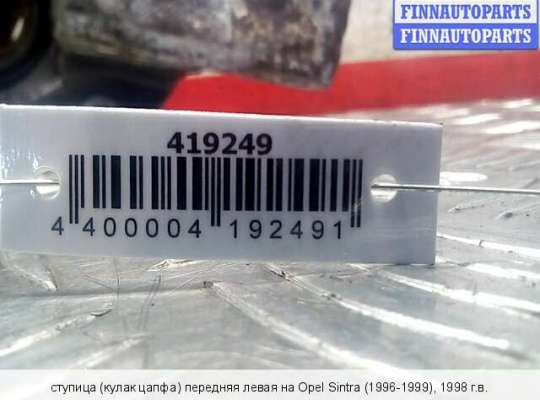 FINNAUTOPARTS
FINNAUTOPARTS
419249
4 400004 192491
ступица (кулак цапфа) передняя левая на Opel Sintra (1996-1999), 1998 г.в.